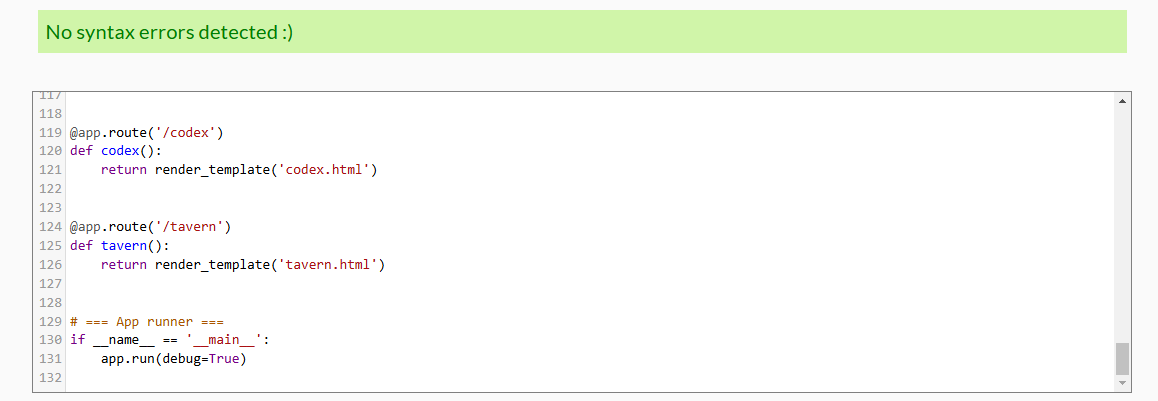 No syntax errors detected :)
117
118
119 @app.route('/codex')
120 def codex():
121     return render_template('codex.html')
122
123
124 @app.route('/tavern')
125 def tavern():
126     return render_template('tavern.html')
127
128
129 # === App runner ===
130 if __name__ == '__main__':
131     app.run(debug=True)
132